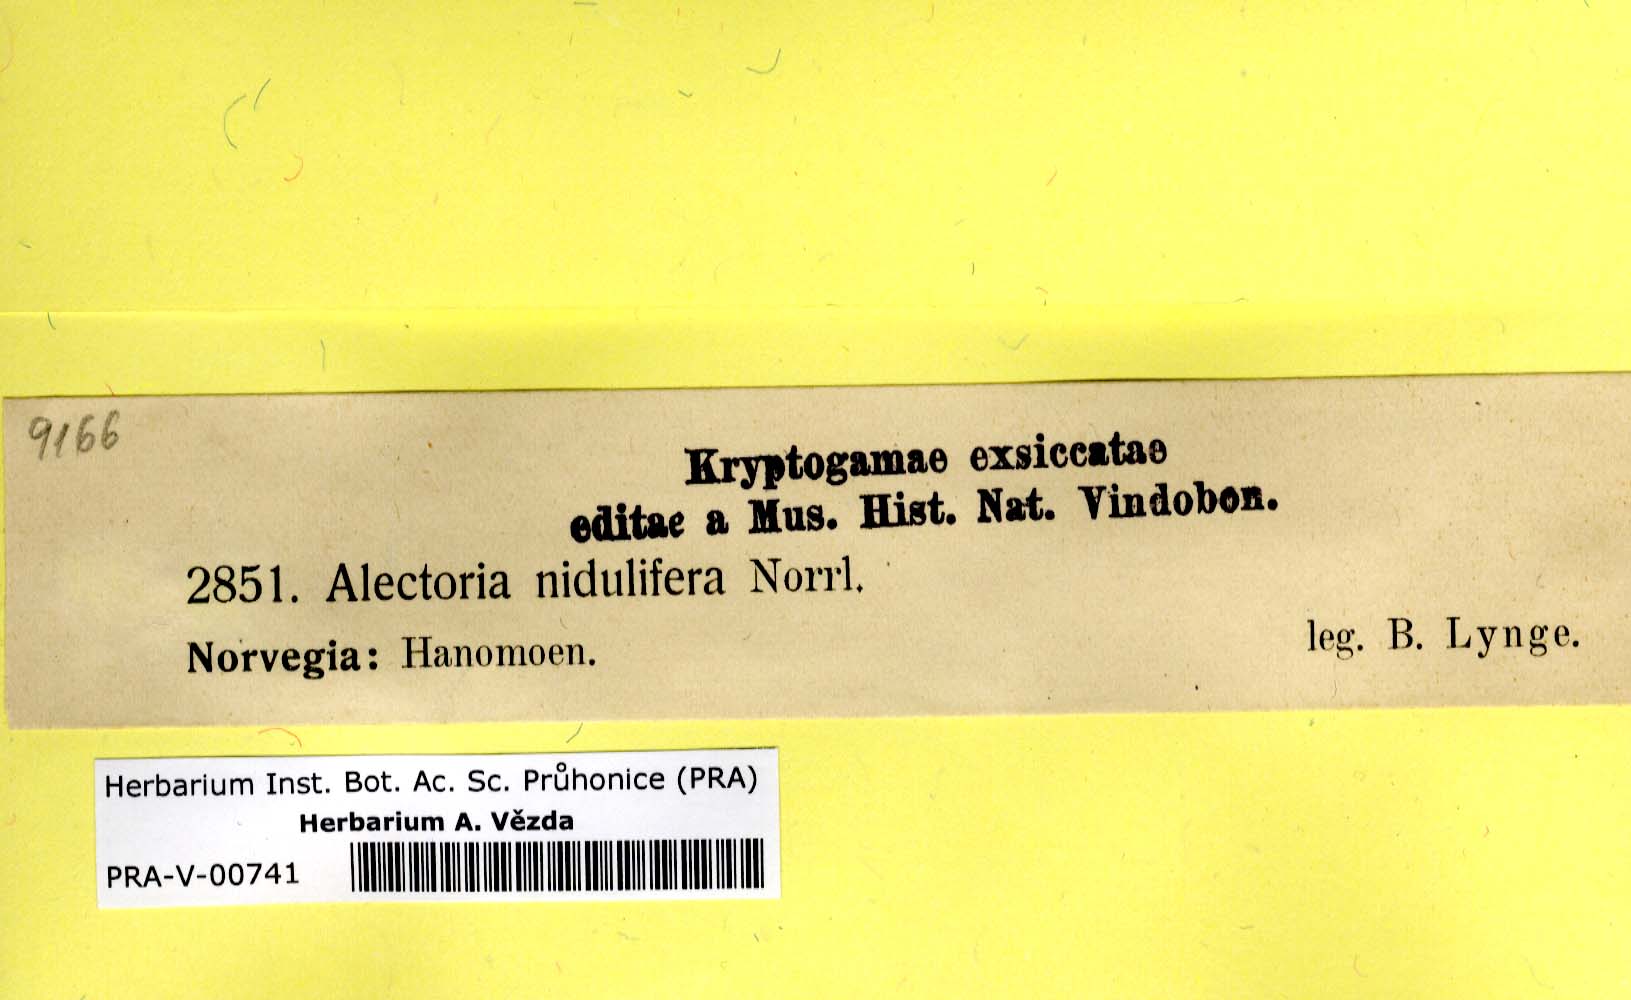 9166
Kryptogamae exsiccatae
editae a Mus. Hist. Nat. Vindobon.
2851. Alectoria nidulifera Norrl.
Norvegia: Hanomoen.
leg. B. Lynge.
Herbarium Inst. Bot. Ac. Sc. Průhonice (PRA)
Herbarium A. Vězda
PRA-V-00741